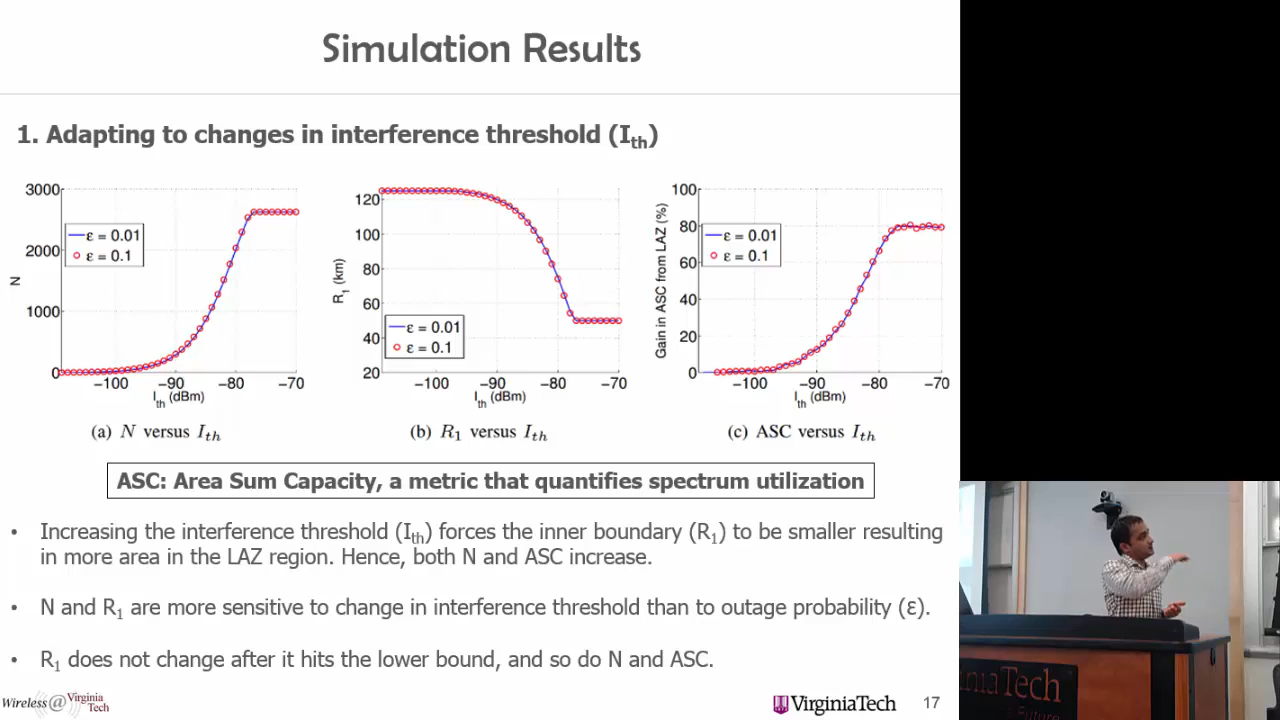 Simulation Results
1. Adapting to changes in interference threshold (Ith)
3000
2000
1000
0
N
ε = 0.01
ε = 0.1
−100
−90
−80
−70
Ith (dBm)
(a) N versus Ith
120
100
80
60
40
20
R1 (km)
ε = 0.01
ε = 0.1
−100
−90
−80
−70
Ith (dBm)
(b) R1 versus Ith
100
80
60
40
20
0
Gain in ASC from LAZ (%)
ε = 0.01
ε = 0.1
−100
−90
−80
−70
Ith (dBm)
(c) ASC versus Ith
ASC: Area Sum Capacity, a metric that quantifies spectrum utilization
• Increasing the interference threshold (Ith) forces the inner boundary (R1) to be smaller resulting
in more area in the LAZ region. Hence, both N and ASC increase.
• N and R1 are more sensitive to change in interference threshold than to outage probability (ε).
• R1 does not change after it hits the lower bound, and so do N and ASC.
Wireless@
Virginia
Tech
VirginiaTech
17
iniaTech
Future